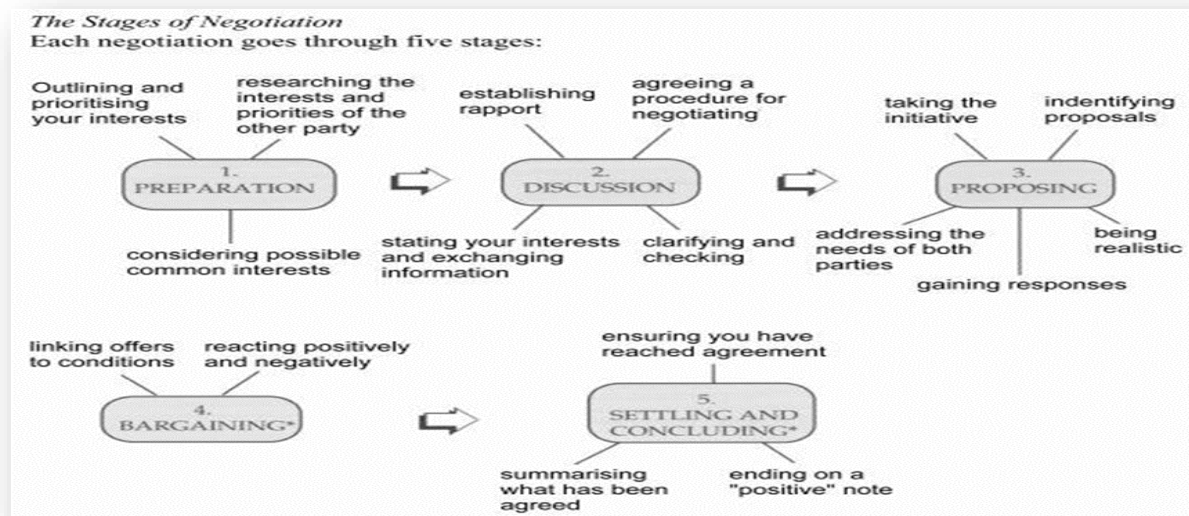 The Stages of Negotiation
Each negotiation goes through five stages:
Outlining and
prioritising
your interests
researching the
interests and
priorities of the
other party
1.
PREPARATION
considering possible
common interests
establishing
rapport
agreeing a
procedure for
negotiating
2.
DISCUSSION
stating your interests
and exchanging
information
clarifying and
checking
taking the
initiative
indentifying
proposals
3.
PROPOSING
addressing the
needs of both
parties
gaining responses
being
realistic
linking offers
to conditions
reacting positively
and negatively
4.
BARGAINING*
ensuring you have
reached agreement
5.
SETTLING AND
CONCLUDING*
summarising
what has been
agreed
ending on a
"positive" note